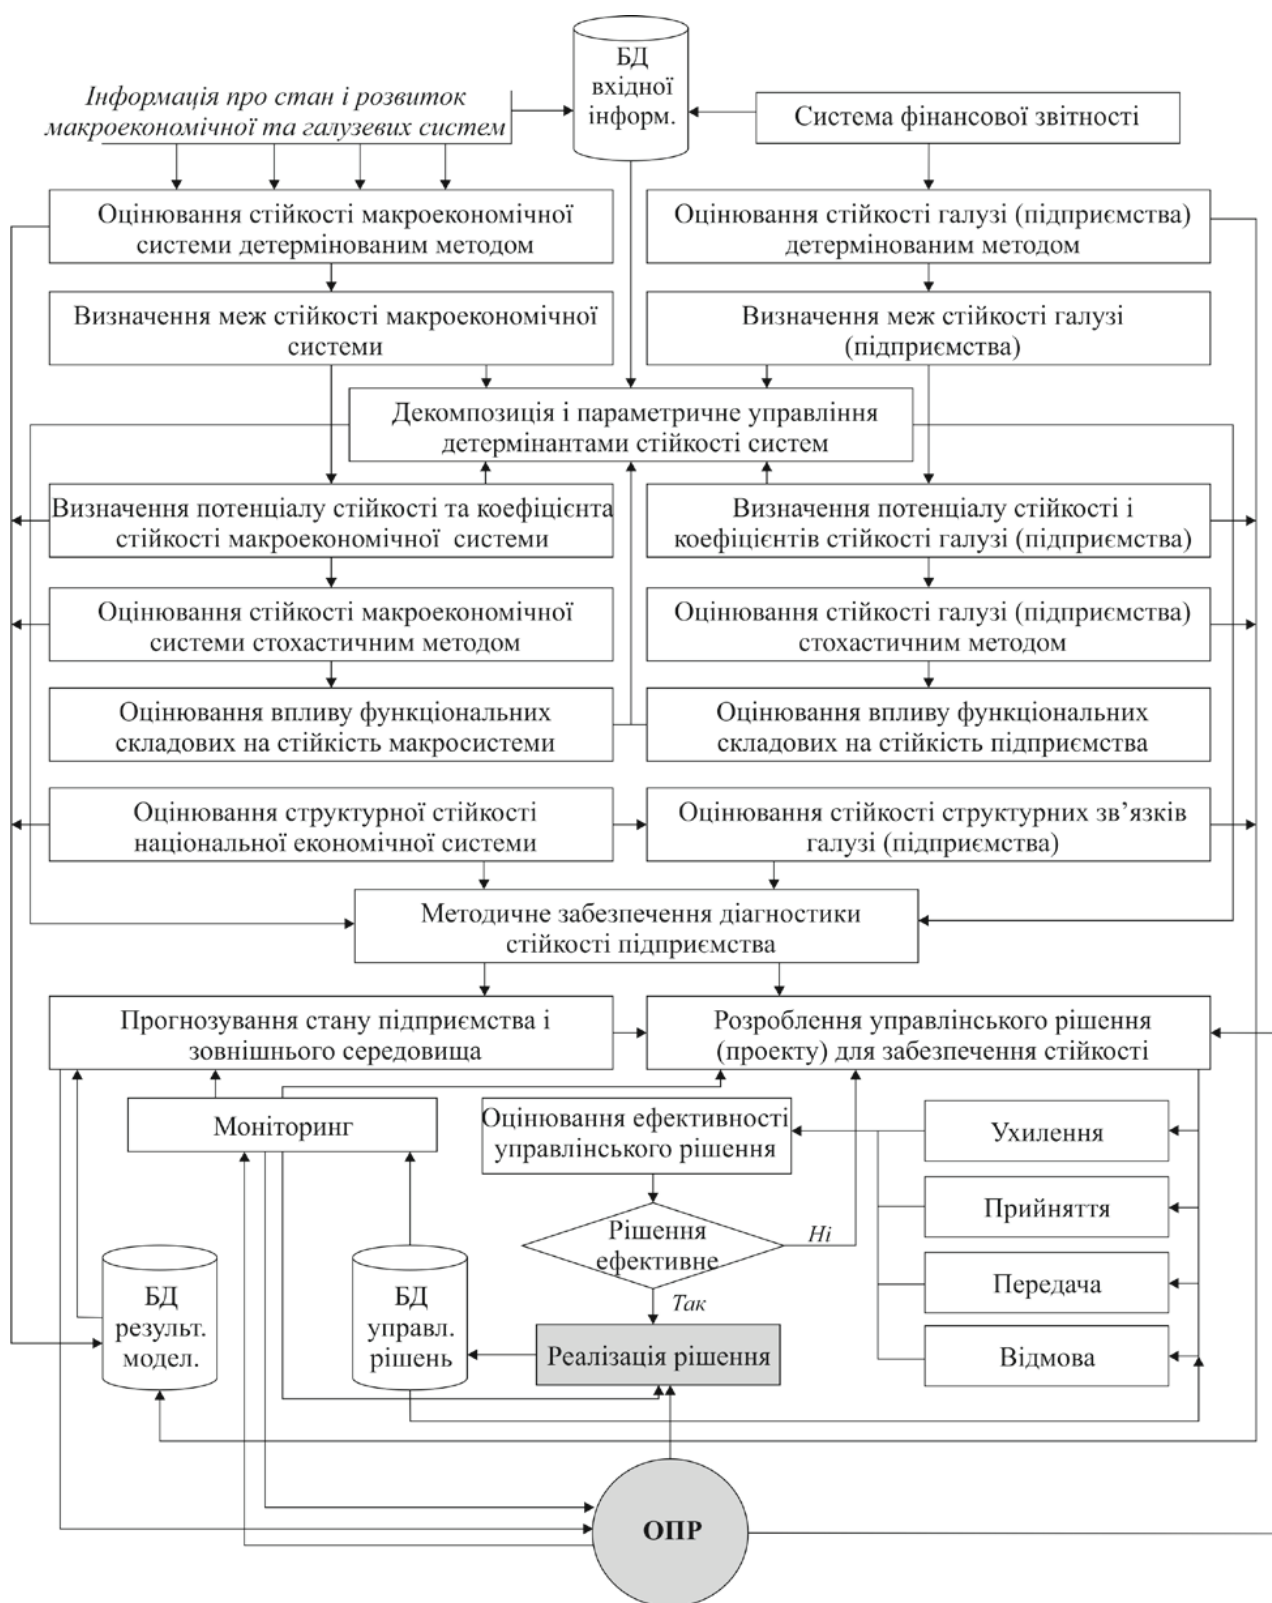 БД
вхідної
інформ.
Інформація про стан і розвиток
макроекономічної та галузевих систем
Система фінансової звітності
Оцінювання стійкості макроекономічної
системи детермінованим методом
Оцінювання стійкості галузі (підприємства)
детермінованим методом
Визначення меж стійкості макроекономічної
системи
Визначення меж стійкості галузі
(підприємства)
Декомпозиція і параметричне управління
детермінантами стійкості систем
Визначення потенціалу стійкості та коефіцієнта
стійкості макроекономічної системи
Визначення потенціалу стійкості і
коефіцієнтів стійкості галузі (підприємства)
Оцінювання стійкості макроекономічної
системи стохастичним методом
Оцінювання стійкості галузі (підприємства)
стохастичним методом
Оцінювання впливу функціональних
складових на стійкість макросистеми
Оцінювання впливу функціональних
складових на стійкість підприємства
Оцінювання структурної стійкості
національної економічної системи
Оцінювання стійкості структурних зв’язків
галузі (підприємства)
Методичне забезпечення діагностики
стійкості підприємства
Прогнозування стану підприємства і
зовнішнього середовища
Розроблення управлінського рішення
(проекту) для забезпечення стійкості
Моніторинг
Оцінювання ефективності
управлінського рішення
Ухилення
Прийняття
Передача
Відмова
Рішення
ефективне
Ні
Так
БД
результ.
модел.
БД
управл.
рішень
Реалізація рішення
ОПР